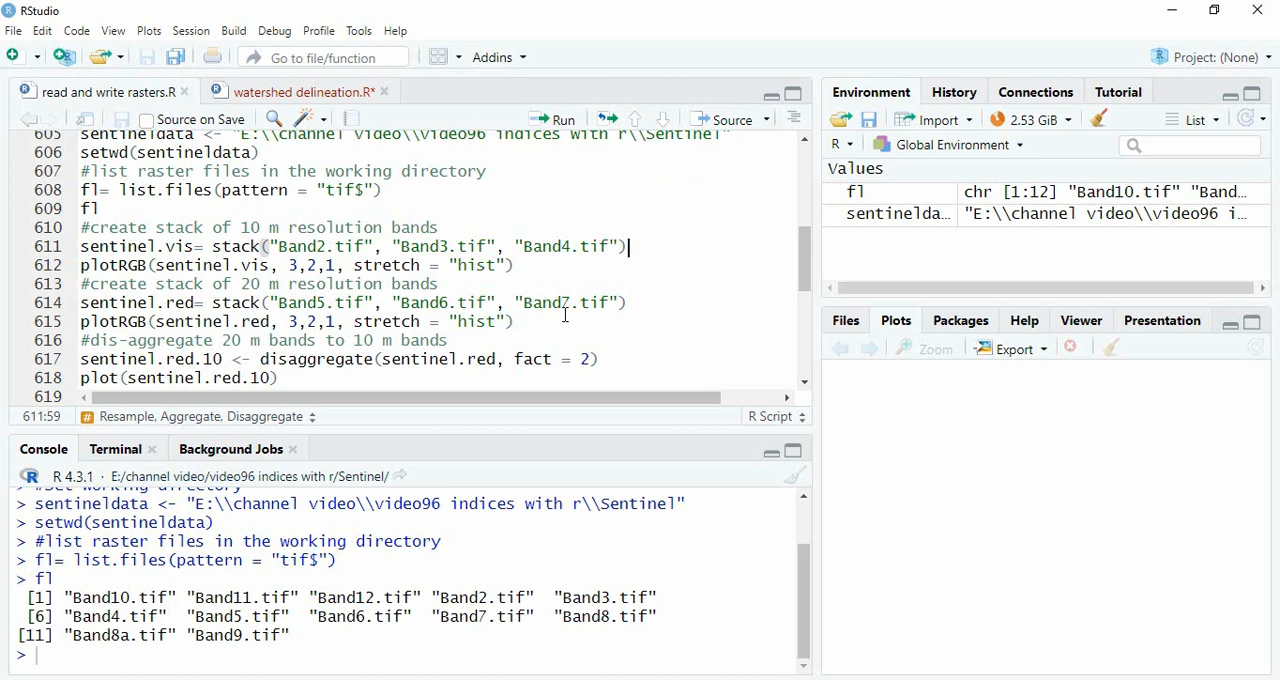 RStudio
File Edit Code View Plots Session Build Debug Profile Tools Help
Go to file/function
Addins
Project: (None)
read and write rasters.R
watershed delineation.R*
Source on Save
Run
Source
605 sentineldata <- "E:\\channel video\\video96 indices with r\\Sentinel"
606 setwd(sentineldata)
607 #list raster files in the working directory
608 fl= list.files(pattern = "tif$")
609 fl
610 #create stack of 10 m resolution bands
611 sentinel.vis= stack("Band2.tif", "Band3.tif", "Band4.tif")
612 plotRGB(sentinel.vis, 3,2,1, stretch = "hist")
613 #create stack of 20 m resolution bands
614 sentinel.red= stack("Band5.tif", "Band6.tif", "Band7.tif")
615 plotRGB(sentinel.red, 3,2,1, stretch = "hist")
616 #dis-aggregate 20 m bands to 10 m bands
617 sentinel.red.10 <- disaggregate(sentinel.red, fact = 2)
618 plot(sentinel.red.10)
619
611:59 # Resample, Aggregate, Disaggregate R Script
Console Terminal Background Jobs
R R 4.3.1 · E:/channel video/video96 indices with r/Sentinel/
> #set working directory
> sentineldata <- "E:\\channel video\\video96 indices with r\\Sentinel"
> setwd(sentineldata)
> #list raster files in the working directory
> fl= list.files(pattern = "tif$")
> fl
[1] "Band10.tif" "Band11.tif" "Band12.tif" "Band2.tif" "Band3.tif"
[6] "Band4.tif" "Band5.tif" "Band6.tif" "Band7.tif" "Band8.tif"
[11] "Band8a.tif" "Band9.tif"
>
Environment History Connections Tutorial
Import 2.53 GiB List
R Global Environment
Values
fl chr [1:12] "Band10.tif" "Band...
sentinelda... "E:\\channel video\\video96 i...
Files Plots Packages Help Viewer Presentation
Zoom Export